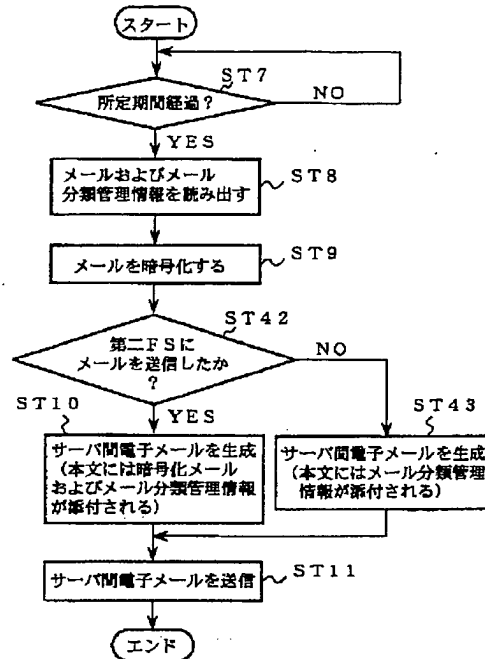 スタート
ST7
所定期間経過？
NO
YES
メールおよびメール
分類管理情報を読み出す
ST8
メールを暗号化する
ST9
ST42
第二FSに
メールを送信したか
？
NO
YES
ST10
サーバ間電子メールを生成
（本文には暗号化メール
およびメール分類管理情報
が添付される）
ST43
サーバ間電子メールを生成
（本文にはメール分類管理
情報が添付される）
サーバ間電子メールを送信
ST11
エンド